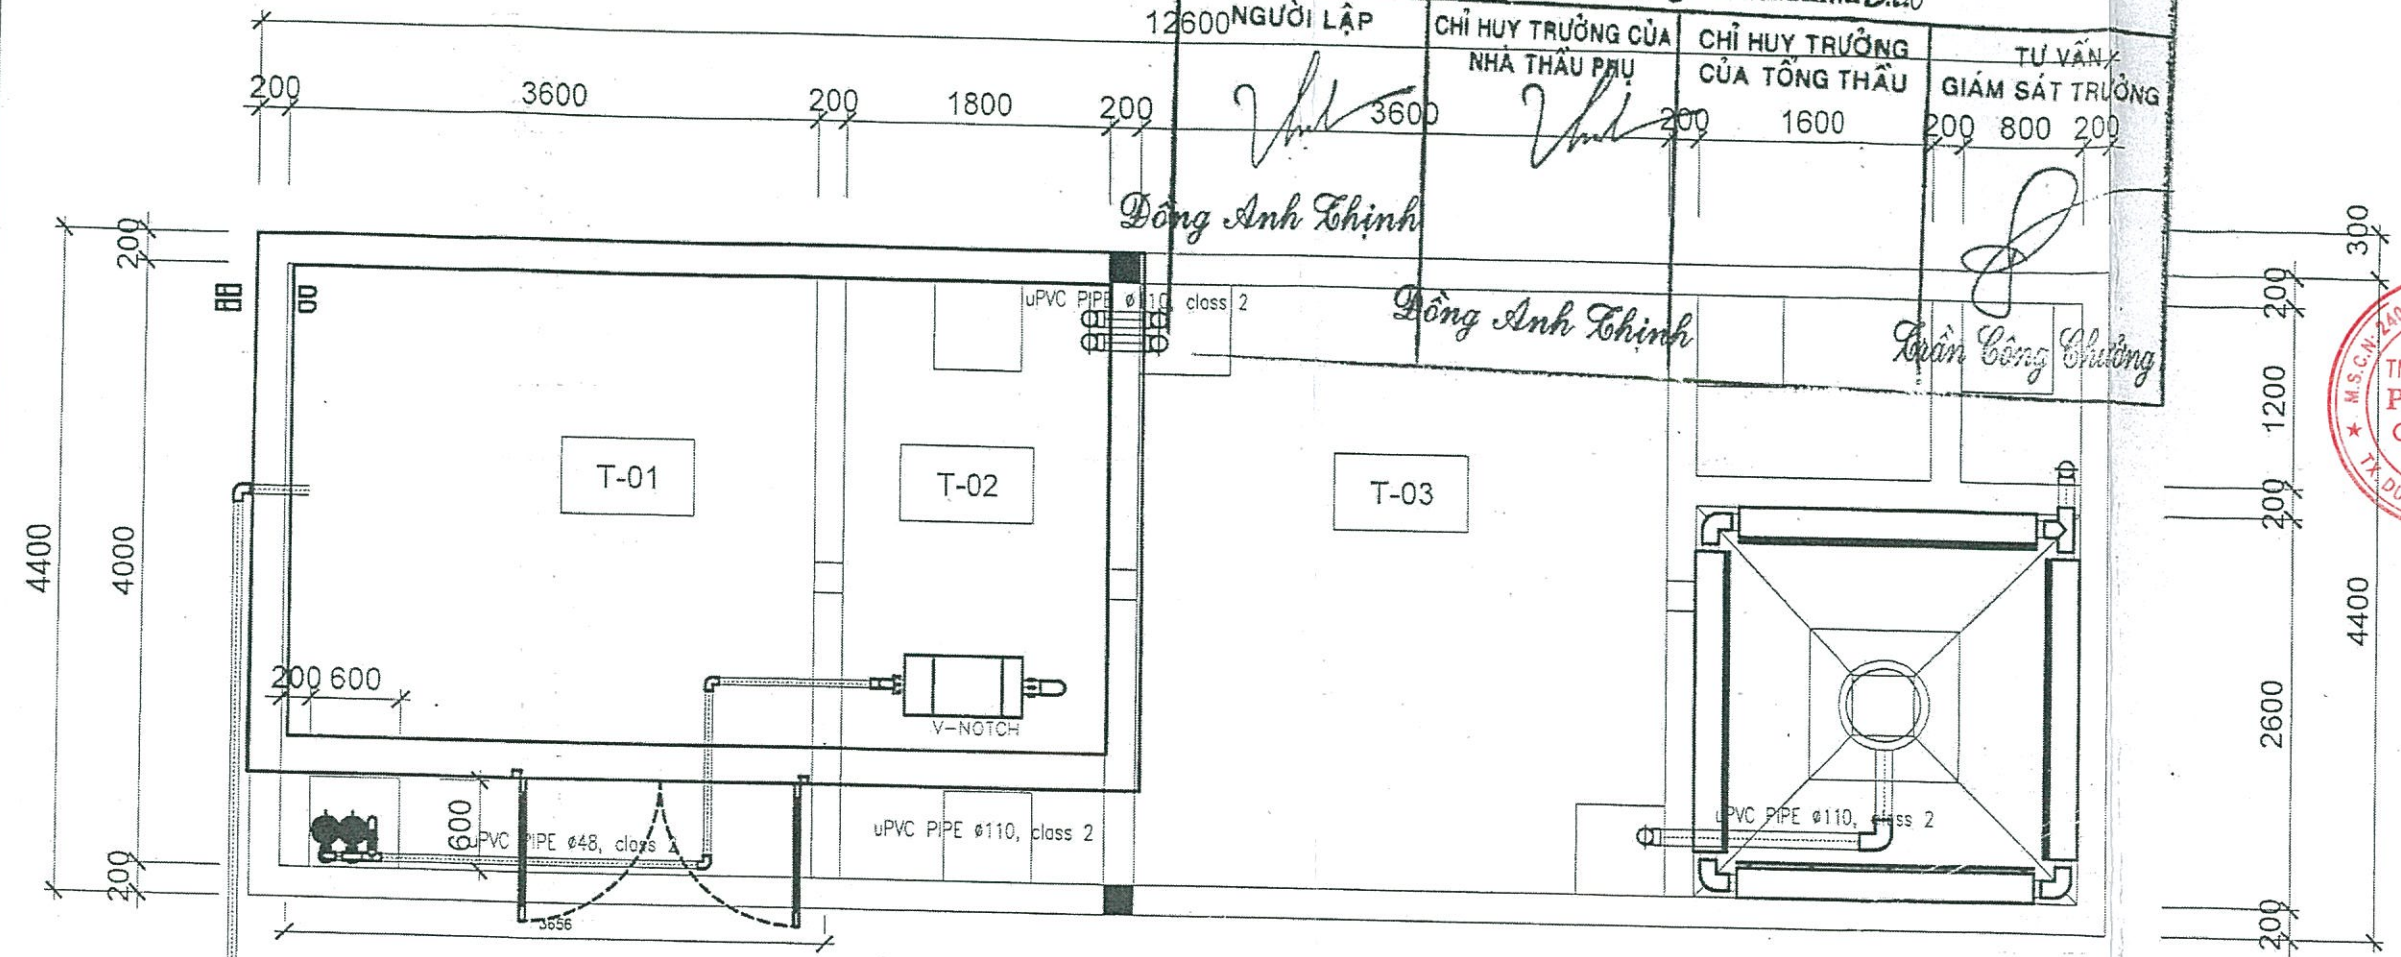 12600
NGƯỜI LẬP
CHỈ HUY TRƯỞNG CỦA
NHÀ THẦU PHỤ
CHỈ HUY TRƯỞNG
CỦA TỔNG THẦU
TƯ VẤN
GIÁM SÁT TRƯỞNG
200 3600 200 1800 200 3600 200 1600 200 800 200
Đồng Anh Thịnh
Đồng Anh Thịnh
Trần Công Chưởng
4400
200
4000
200
uPVC PIPE ø110, class 2
T-01
T-02
T-03
200 600
V-NOTCH
600
uPVC PIPE ø48, class 2
uPVC PIPE ø110, class 2
uPVC PIPE ø110, class 2
3656
300
200
1200
200
2600
200
4400
M.S.C.N: 240